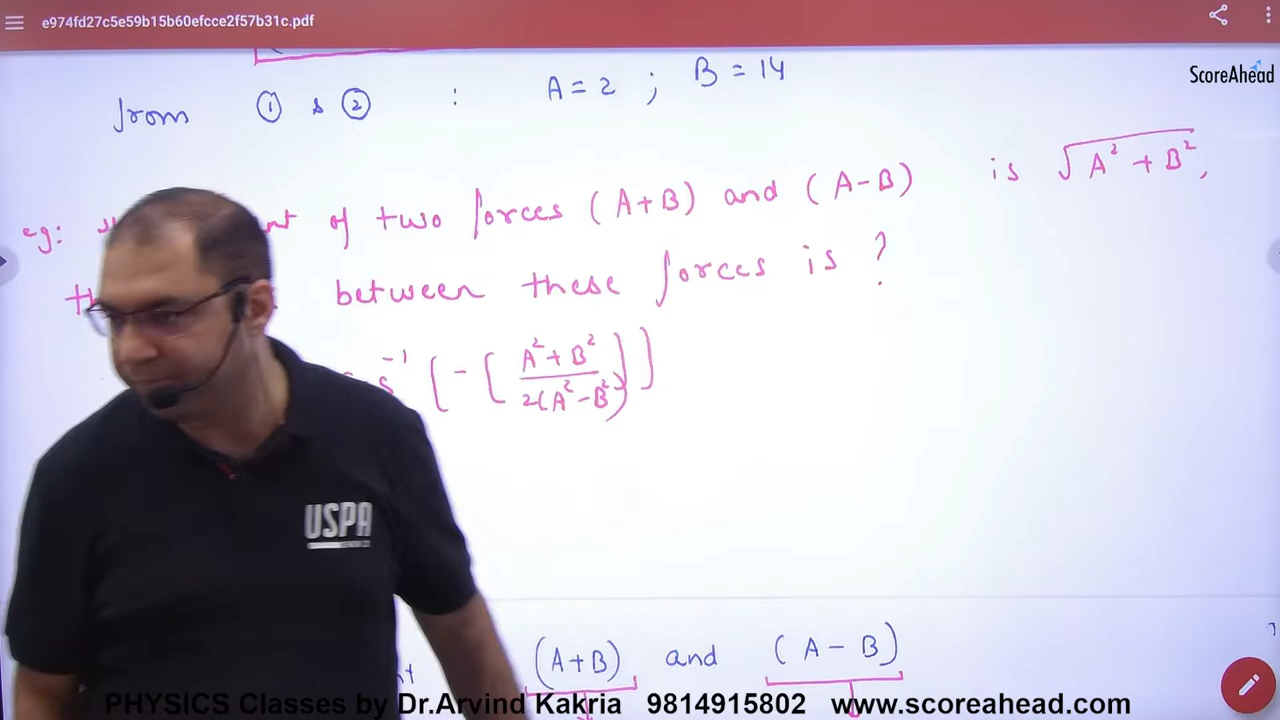 e974fd27c5e59b15b60efcce2f57b31c.pdf
ScoreAhead
from ① & ② : A = 2 ; B = 14
eg: of two forces (A+B) and (A-B) is √A² + B²,
between these forces is ?
s⁻¹ [ - [ A² + B² / 2(A² - B²) ] ]
USPA
(A+B) and (A - B)
PHYSICS Classes by Dr.Arvind Kakria 9814915802 www.scoreahead.com